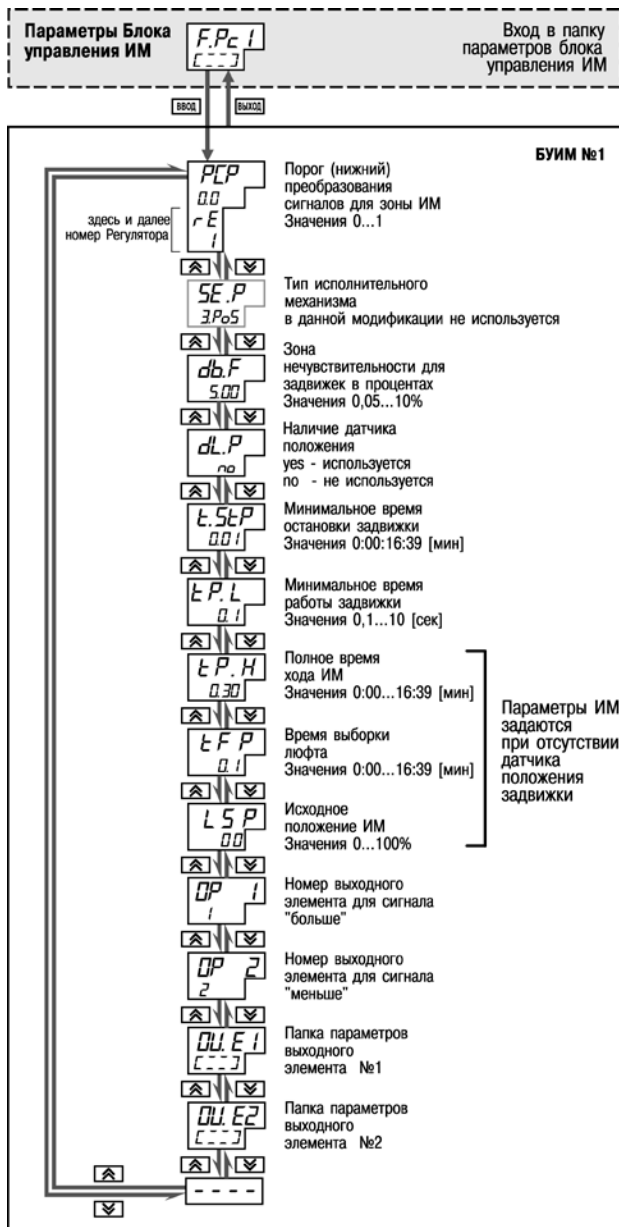 Параметры Блока
управления ИМ
F.Pc 1
[---]
Вход в папку
параметров блока
управления ИМ
ВВОД
ВЫХОД
БУИМ №1
PCP
0.0
rE
1
здесь и далее
номер Регулятора
Порог (нижний)
преобразования
сигналов для зоны ИМ
Значения 0...1
SE.P
3.PoS
Тип исполнительного
механизма
в данной модификации не используется
db.F
5.00
Зона
нечувствительности для
задвижек в процентах
Значения 0,05...10%
dL.P
no
Наличие датчика
положения
yes - используется
no - не используется
t.StP
0.01
Минимальное время
остановки задвижки
Значения 0:00:16:39 [мин]
tP.L
0.1
Минимальное время
работы задвижки
Значения 0,1...10 [сек]
tP.H
0.30
Полное время
хода ИМ
Значения 0:00...16:39 [мин]
tFP
0.1
Время выборки
люфта
Значения 0:00...16:39 [мин]
LSP
00
Исходное
положение ИМ
Значения 0...100%
Параметры ИМ
задаются
при отсутствии
датчика
положения
задвижки
OP 1
1
Номер выходного
элемента для сигнала
"больше"
OP 2
2
Номер выходного
элемента для сигнала
"меньше"
OU.E1
[---]
Папка параметров
выходного
элемента №1
OU.E2
[---]
Папка параметров
выходного
элемента №2
----